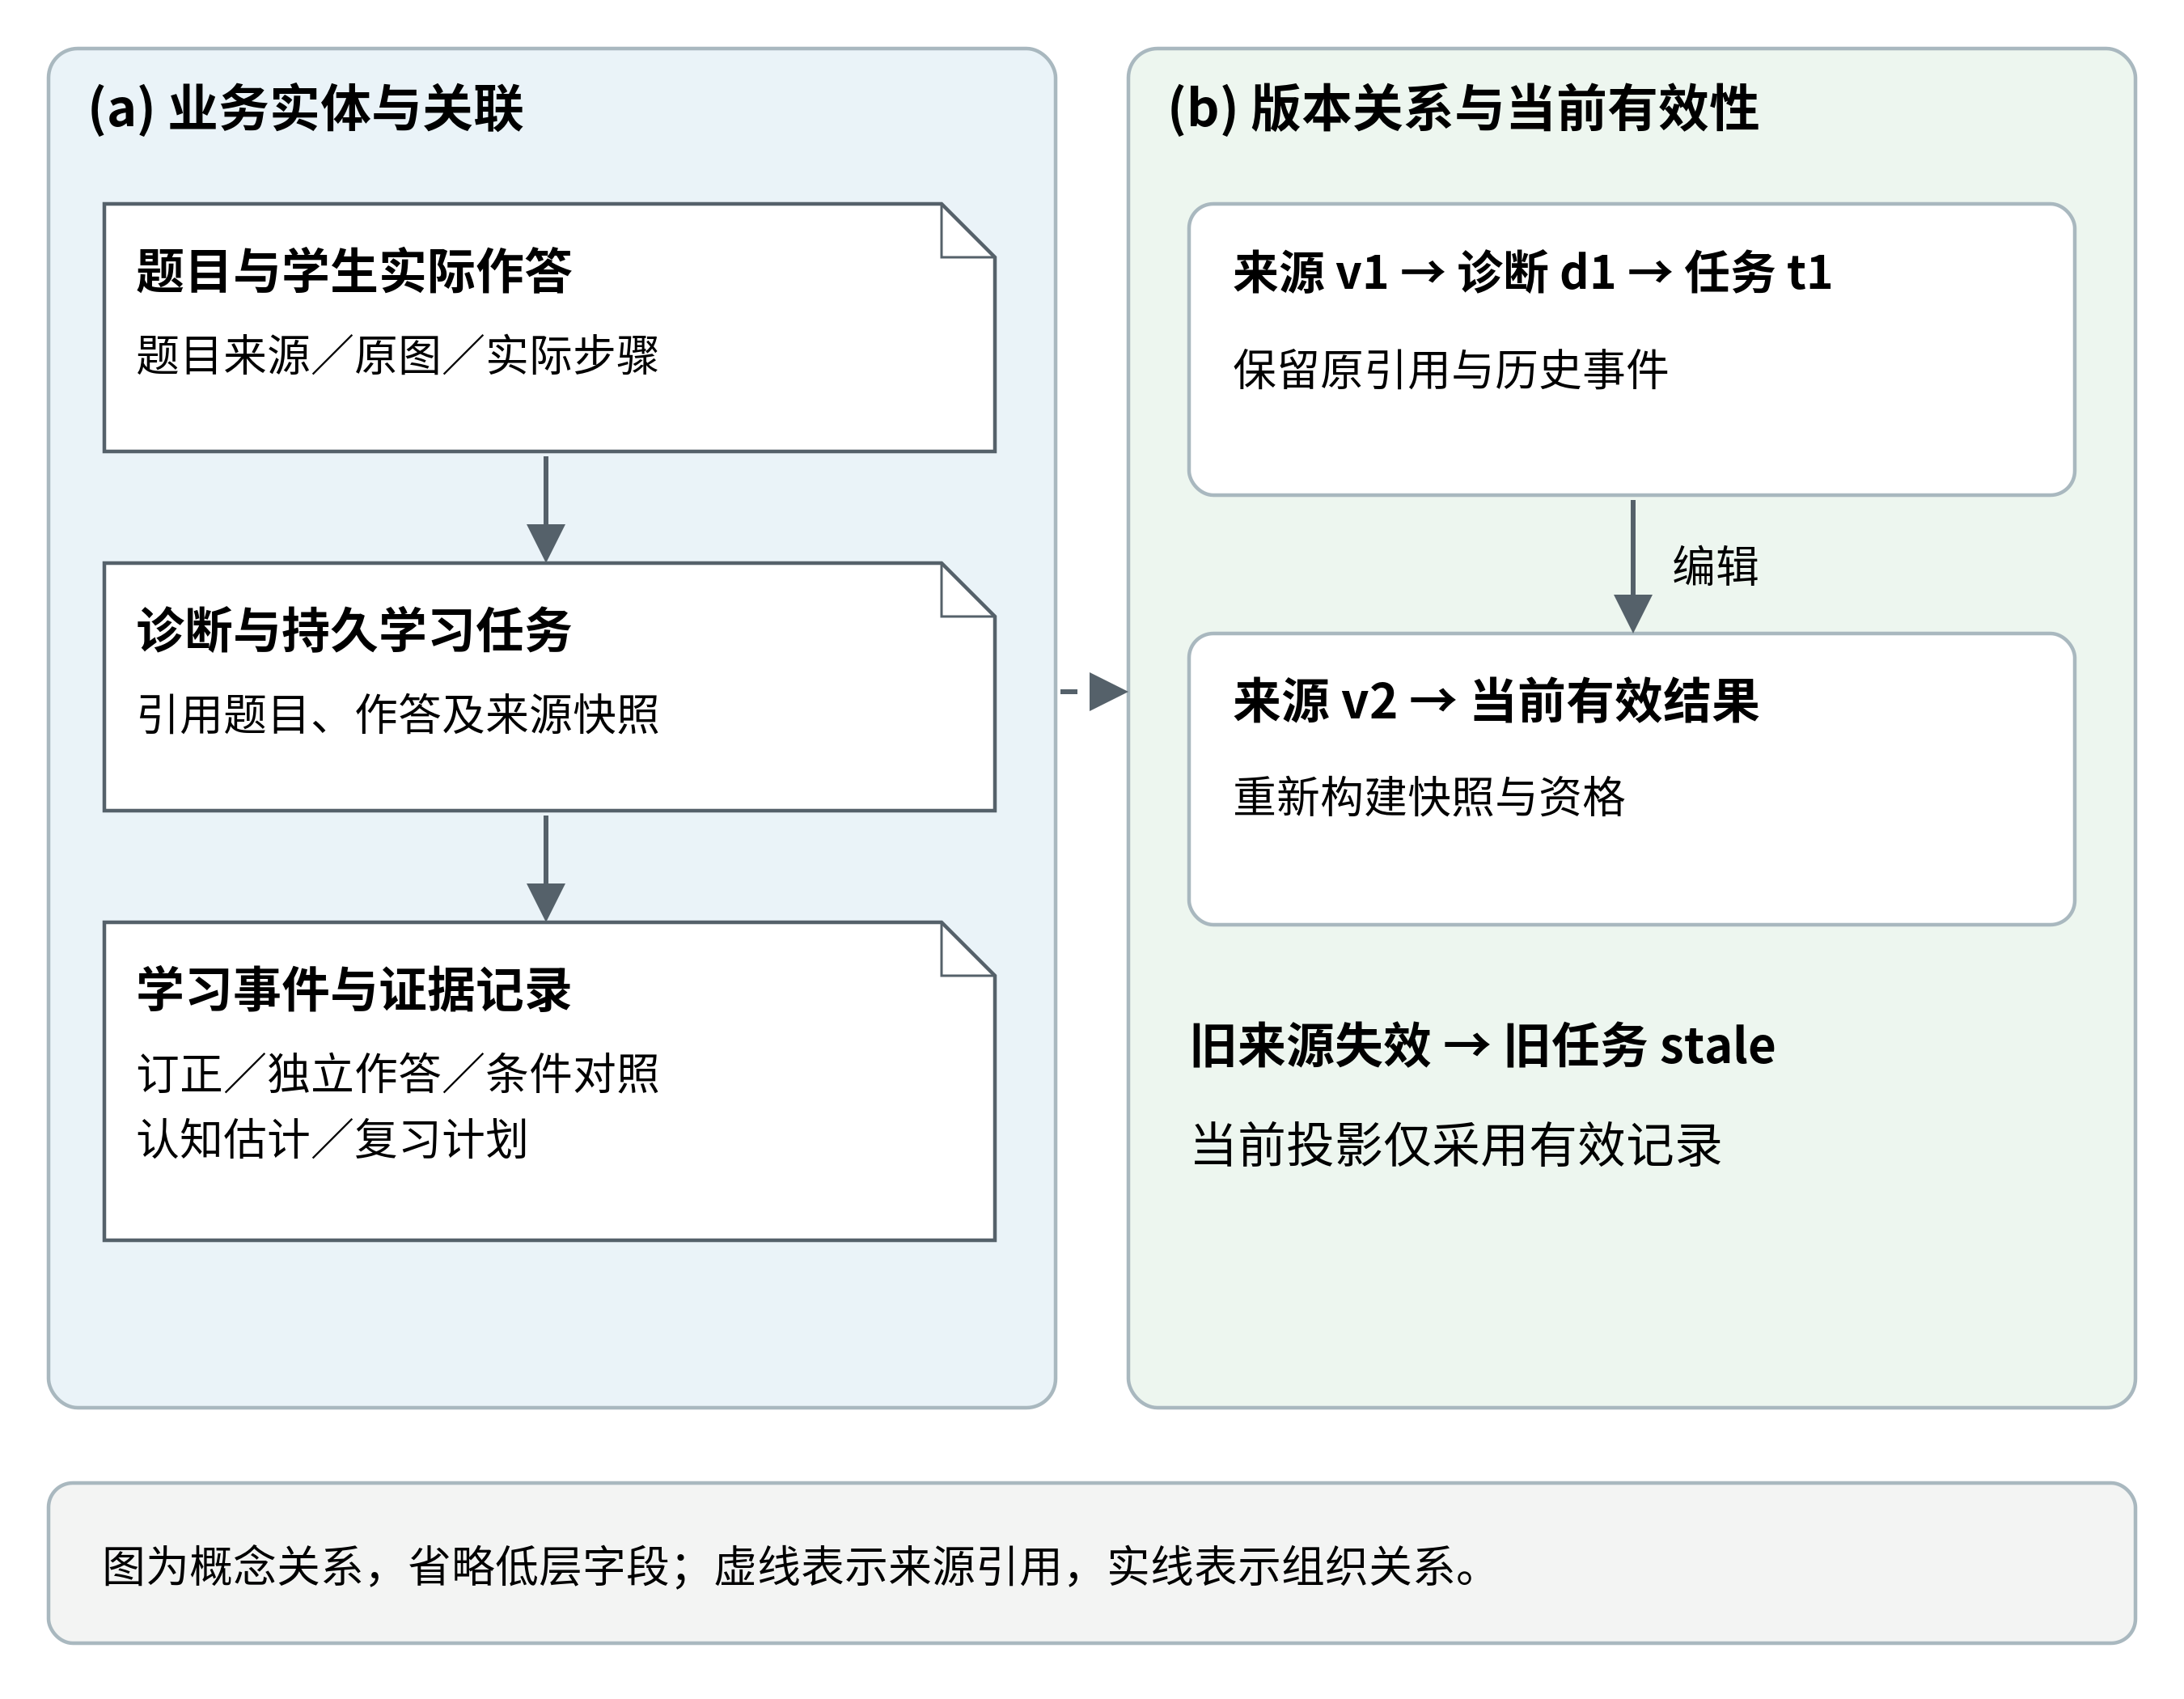 (a) 业务实体与关联
题目与学生实际作答
题目来源／原图／实际步骤
诊断与持久学习任务
引用题目、作答及来源快照
学习事件与证据记录
订正／独立作答／条件对照
认知估计／复习计划
(b) 版本关系与当前有效性
来源 v1 → 诊断 d1 → 任务 t1
保留原引用与历史事件
编辑
来源 v2 → 当前有效结果
重新构建快照与资格
旧来源失效 → 旧任务 stale
当前投影仅采用有效记录
图为概念关系，省略低层字段；虚线表示来源引用，实线表示组织关系。